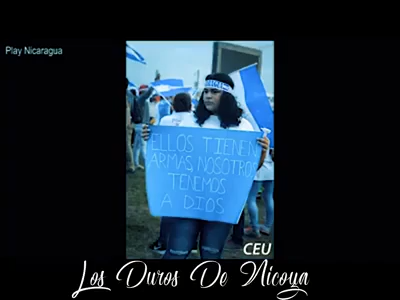 Play Nicaragua
ELLOS TIENEN
ARMAS, NOSOTROS
TENEMOS
A DIOS
CEU
Los Duros De Nicoya